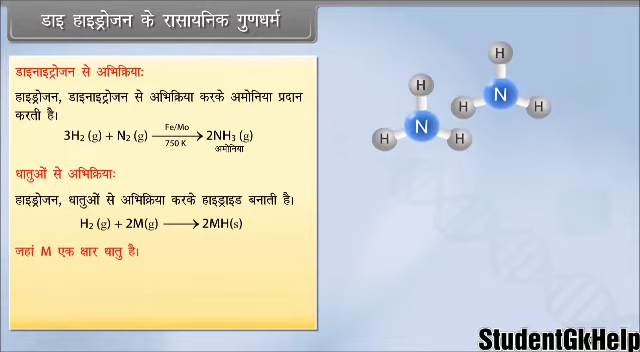 डाइ हाइड्रोजन के रासायनिक गुणधर्म
डाइनाइट्रोजन से अभिक्रिया:
हाइड्रोजन, डाइनाइट्रोजन से अभिक्रिया करके अमोनिया प्रदान
करती है।
3H₂ (g) + N₂ (g) Fe/Mo ⟶ 750 K 2NH₃ (g)
अमोनिया
धातुओं से अभिक्रिया:
हाइड्रोजन, धातुओं से अभिक्रिया करके हाइड्राइड बनाती है।
H₂ (g) + 2M(g) ⟶ 2MH(s)
जहां M एक क्षार धातु है।
H
H N H
H
H N H
StudentGkHelp